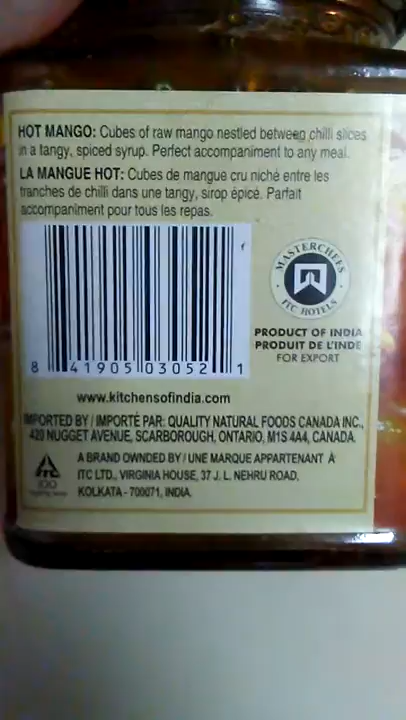 HOT MANGO: Cubes of raw mango nestled between chilli slices
in a tangy, spiced syrup. Perfect accompaniment to any meal.
LA MANGUE HOT: Cubes de mangue cru niché entre les
tranches de chilli dans une tangy, sirop épicé. Parfait
accompaniment pour tous les repas.
MASTERCHEFS
ITC HOTELS
PRODUCT OF INDIA
PRODUIT DE L'INDE
FOR EXPORT
8 41905 03052 1
www.kitchensofindia.com
IMPORTED BY / IMPORTÉ PAR: QUALITY NATURAL FOODS CANADA INC.,
420 NUGGET AVENUE, SCARBOROUGH, ONTARIO, M1S 4A4, CANADA.
A BRAND OWNDED BY / UNE MARQUE APPARTENANT À
ITC LTD., VIRGINIA HOUSE, 37 J. L. NEHRU ROAD,
KOLKATA - 700071, INDIA.
ITC